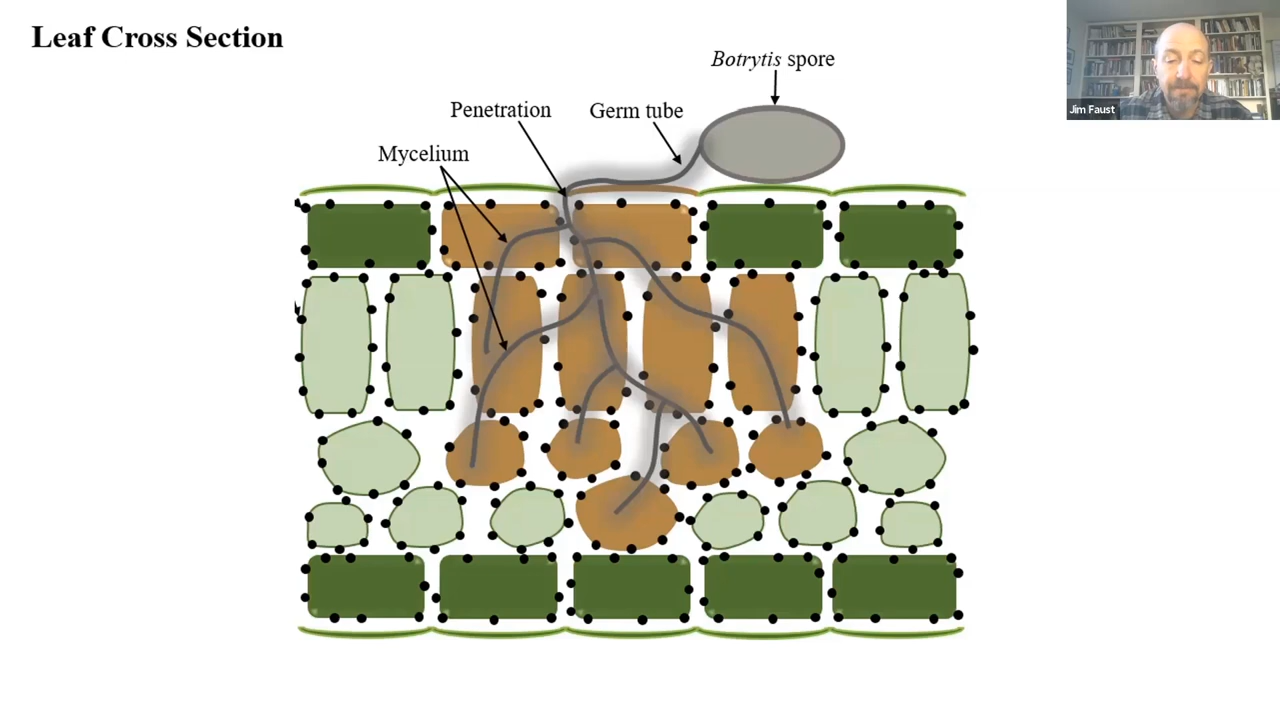 Leaf Cross Section
Botrytis spore
Penetration
Germ tube
Mycelium
Jim Faust